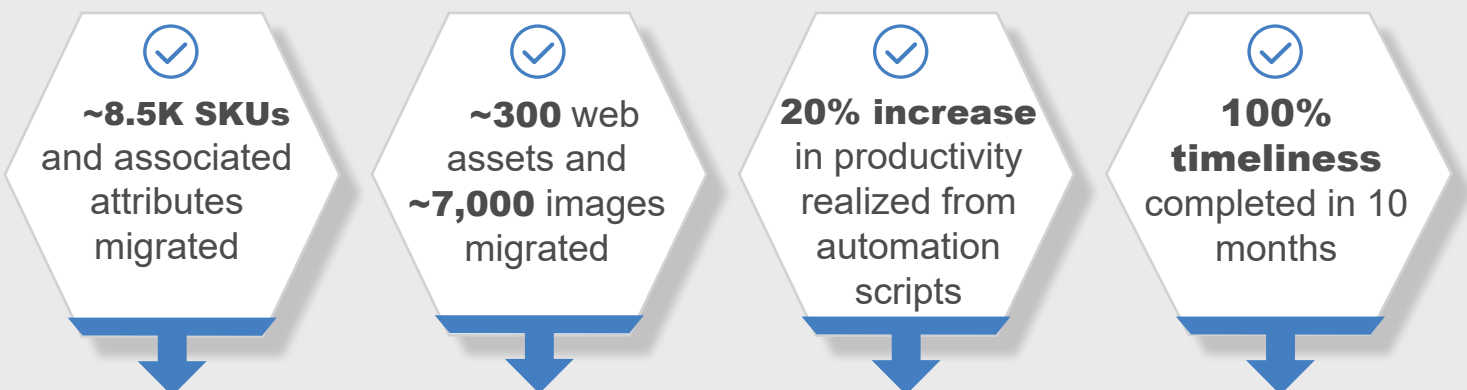 ~8.5K SKUs
and associated
attributes
migrated
~300 web
assets and
~7,000 images
migrated
20% increase
in productivity
realized from
automation
scripts
100%
timeliness
completed in 10
months